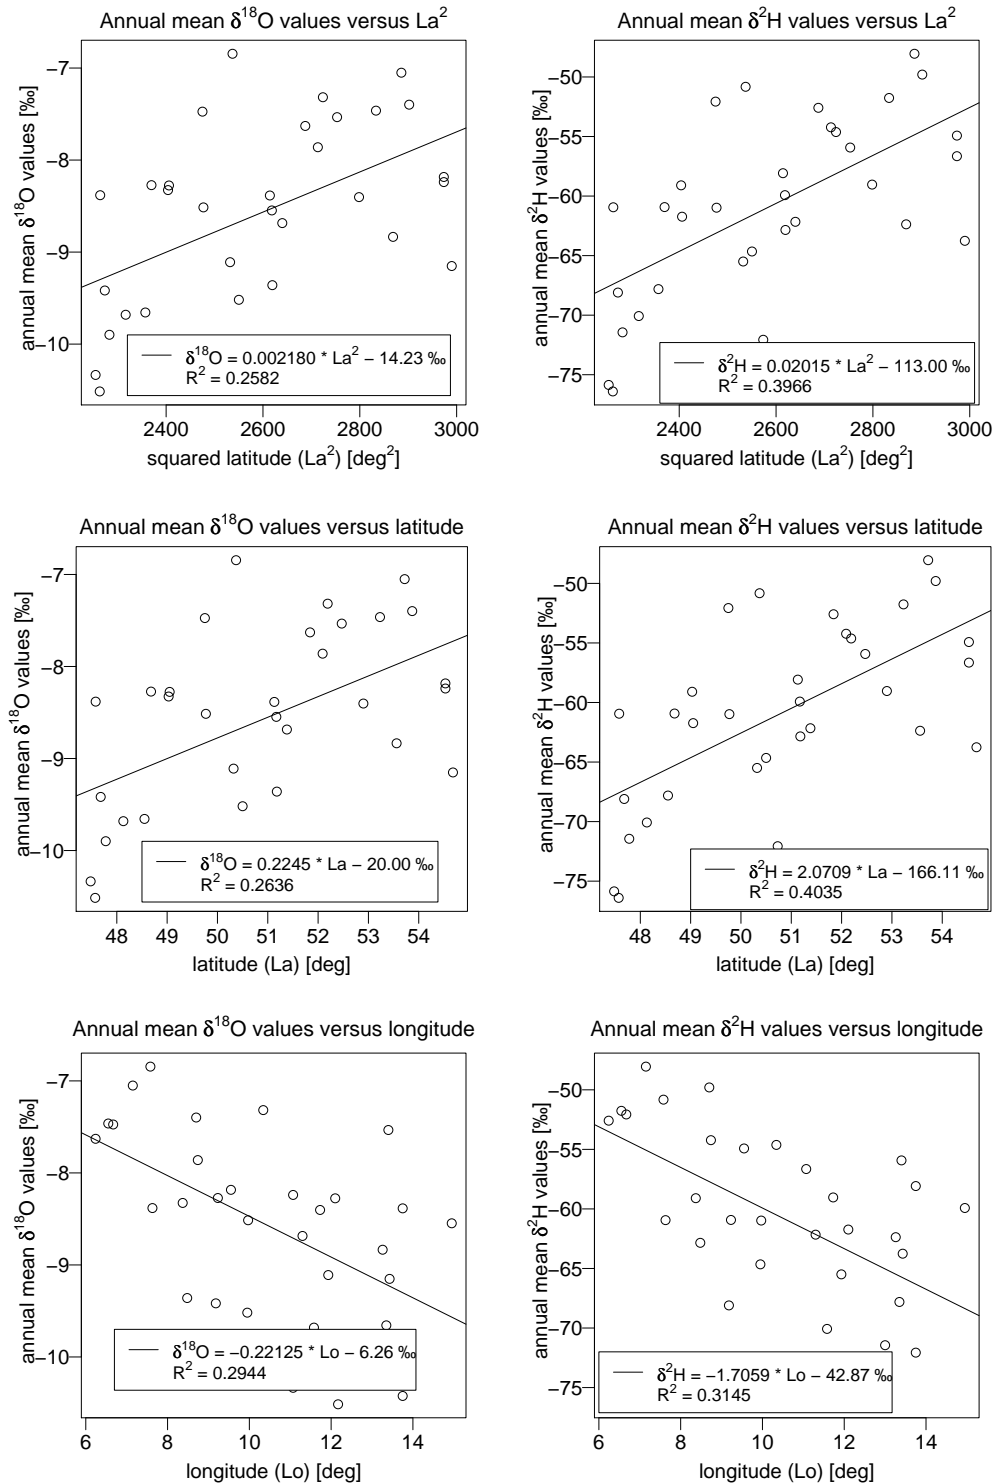 Annual mean δ¹⁸O values versus La²
annual mean δ¹⁸O values [‰]
−7
−8
−9
−10
δ¹⁸O = 0.002180 * La² − 14.23 ‰
R² = 0.2582
2400 2600 2800 3000
squared latitude (La²) [deg²]
Annual mean δ²H values versus La²
annual mean δ²H values [‰]
−50
−55
−60
−65
−70
−75
δ²H = 0.02015 * La² − 113.00 ‰
R² = 0.3966
2400 2600 2800 3000
squared latitude (La²) [deg²]
Annual mean δ¹⁸O values versus latitude
annual mean δ¹⁸O values [‰]
−7
−8
−9
−10
δ¹⁸O = 0.2245 * La − 20.00 ‰
R² = 0.2636
48 49 50 51 52 53 54
latitude (La) [deg]
Annual mean δ²H values versus latitude
annual mean δ²H values [‰]
−50
−55
−60
−65
−70
−75
δ²H = 2.0709 * La − 166.11 ‰
R² = 0.4035
48 49 50 51 52 53 54
latitude (La) [deg]
Annual mean δ¹⁸O values versus longitude
annual mean δ¹⁸O values [‰]
−7
−8
−9
−10
δ¹⁸O = −0.22125 * Lo − 6.26 ‰
R² = 0.2944
6 8 10 12 14
longitude (Lo) [deg]
Annual mean δ²H values versus longitude
annual mean δ²H values [‰]
−50
−55
−60
−65
−70
−75
δ²H = −1.7059 * Lo − 42.87 ‰
R² = 0.3145
6 8 10 12 14
longitude (Lo) [deg]